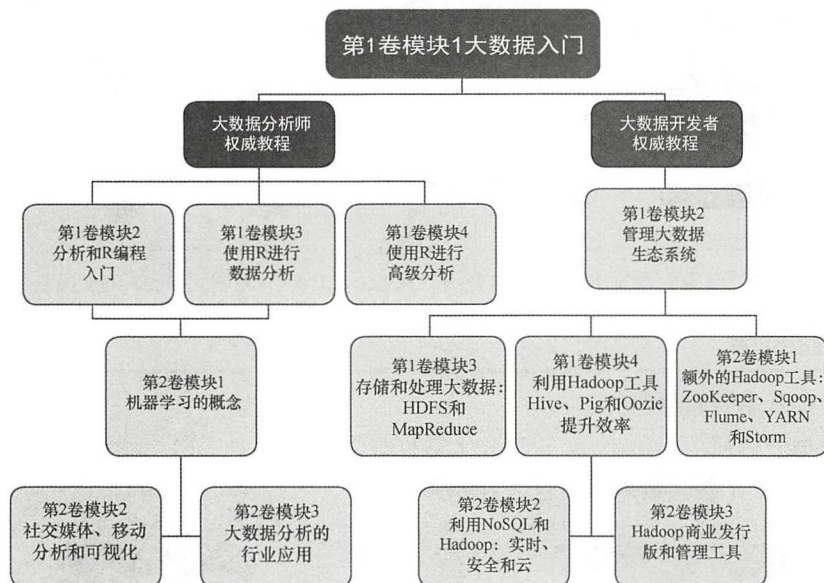 第1卷模块1大数据入门
大数据分析师
权威教程
大数据开发者
权威教程
第1卷模块2
分析和R编程
入门
第1卷模块3
使用R进行
数据分析
第1卷模块4
使用R进行
高级分析
第1卷模块2
管理大数据
生态系统
第2卷模块1
机器学习的概念
第1卷模块3
存储和处理大数据:
HDFS和
MapReduce
第1卷模块4
利用Hadoop工具
Hive、Pig和Oozie
提升效率
第2卷模块1
额外的Hadoop工具:
ZooKeeper、Sqoop、
Flume、YARN
和Storm
第2卷模块2
社交媒体、移动
分析和可视化
第2卷模块3
大数据分析的
行业应用
第2卷模块2
利用NoSQL和
Hadoop: 实时、
安全和云
第2卷模块3
Hadoop商业发行
版和管理工具